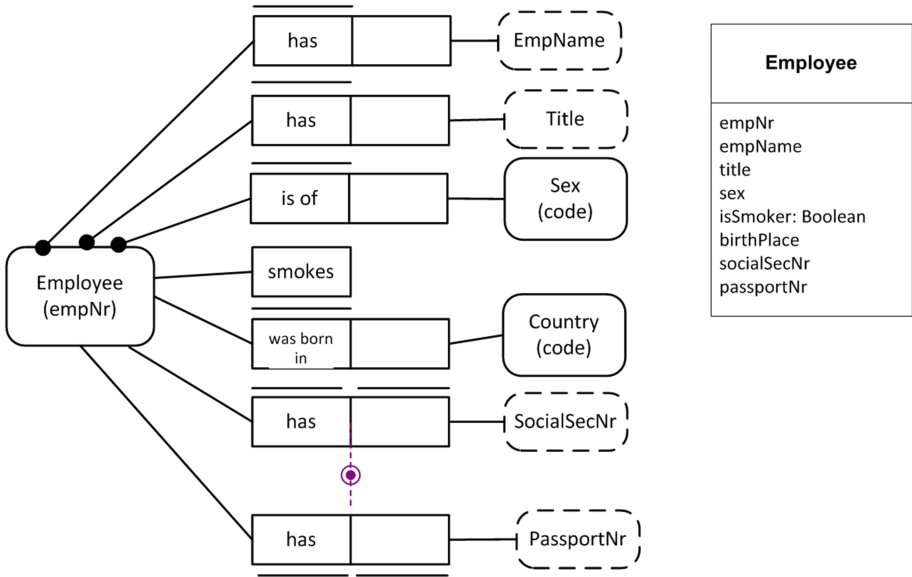 has
EmpName
has
Title
is of
Sex
(code)
Employee
(empNr)
smokes
was born
in
Country
(code)
has
SocialSecNr
has
PassportNr
Employee
empNr
empName
title
sex
isSmoker: Boolean
birthPlace
socialSecNr
passportNr